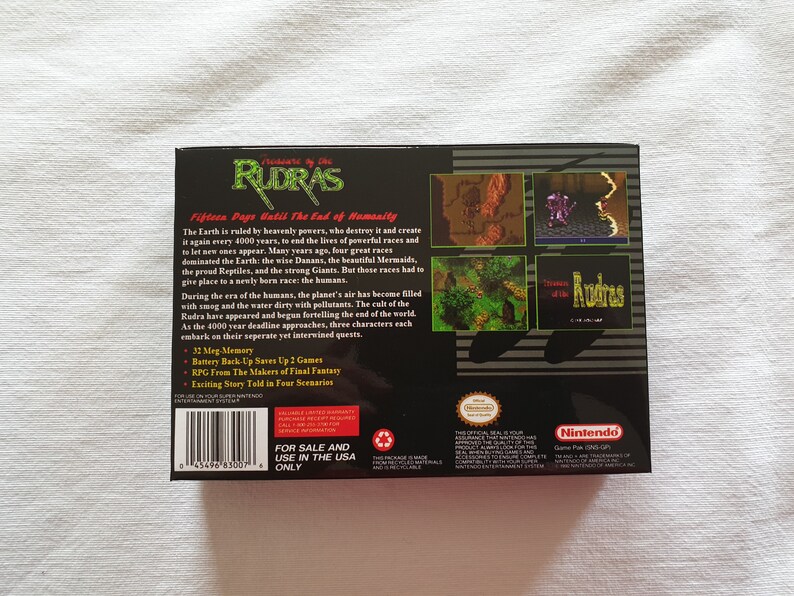 Treasure of the
RUDRAS
Fifteen Days Until The End of Humanity
The Earth is ruled by heavenly powers, who destroy it and create
it again every 4000 years, to end the lives of powerful races and
to let new ones appear. Many years ago, four great races
dominated the Earth: the wise Danans, the beautiful Mermaids,
the proud Reptiles, and the strong Giants. But those races had to
give place to a newly born race: the humans.
During the era of the humans, the planet's air has become filled
with smog and the water dirty with pollutants. The cult of the
Rudra have appeared and begun fortelling the end of the world.
As the 4000 year deadline approaches, three characters each
embark on their seperate yet interwined quests.
• 32 Meg-Memory
• Battery Back-Up Saves Up 2 Games
• RPG From The Makers of Final Fantasy
• Exciting Story Told in Four Scenarios
Treasure
of the Rudras
FOR USE ON YOUR SUPER NINTENDO
ENTERTAINMENT SYSTEM®
0 45496 83007 6
VALUABLE LIMITED WARRANTY
PURCHASE RECEIPT REQUIRED
CALL 1-800-255-3700 FOR
SERVICE INFORMATION
FOR SALE AND
USE IN THE USA
ONLY
THIS PACKAGE IS MADE
FROM RECYCLED MATERIALS
AND IS RECYCLABLE
Official
Nintendo
Seal of Quality
THIS OFFICIAL SEAL IS YOUR
ASSURANCE THAT NINTENDO HAS
APPROVED THE QUALITY OF THIS
PRODUCT. ALWAYS LOOK FOR THIS
SEAL WHEN BUYING GAMES AND
ACCESSORIES TO ENSURE COMPLETE
COMPATIBILITY WITH YOUR SUPER
NINTENDO ENTERTAINMENT SYSTEM
Nintendo
Game Pak (SNS-GP)
TM AND ® ARE TRADEMARKS OF
NINTENDO OF AMERICA INC.
NINTENDO OF AMERICA INC.